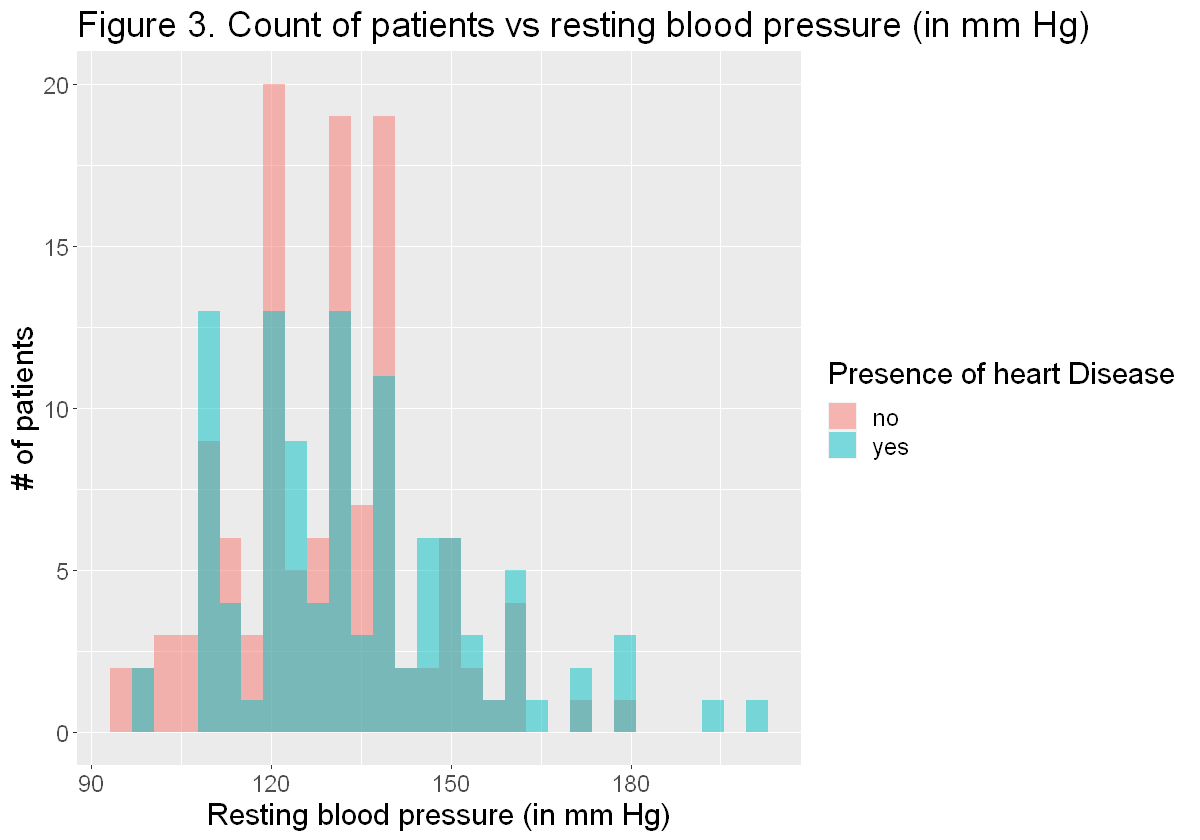 Figure 3. Count of patients vs resting blood pressure (in mm Hg)
20
15
10
5
0
# of patients
90
120
150
180
Resting blood pressure (in mm Hg)
Presence of heart Disease
no
yes